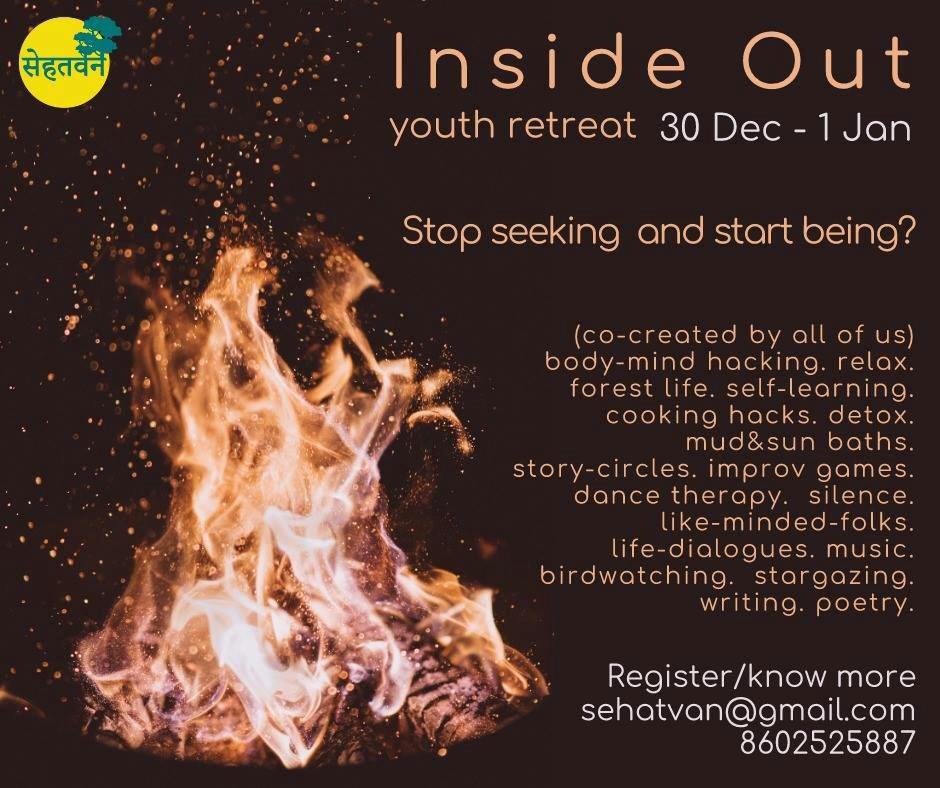 सेहतवन
Inside Out
youth retreat 30 Dec - 1 Jan
Stop seeking and start being?
(co-created by all of us)
body-mind hacking. relax.
forest life. self-learning.
cooking hacks. detox.
mud&sun baths.
story-circles. improv games.
dance therapy. silence.
like-minded-folks.
life-dialogues. music.
birdwatching. stargazing.
writing. poetry.
Register/know more
sehatvan@gmail.com
8602525887